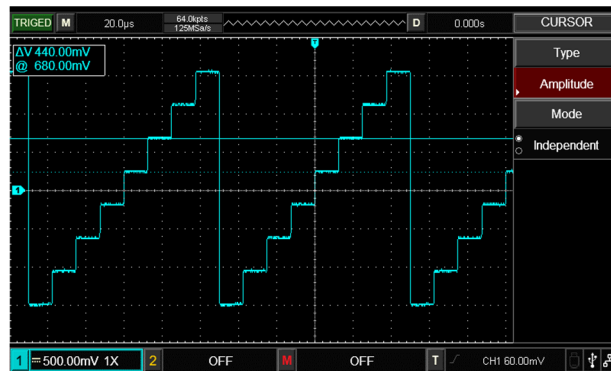 TRIGED M 20.0μs 64.0kpts D 0.000s CURSOR
125MSa/s
T
ΔV 440.00mV
@ 680.00mV
Type
Amplitude
Mode
Independent
1
1 500.00mV 1X 2 OFF M OFF T CH1 60.00mV